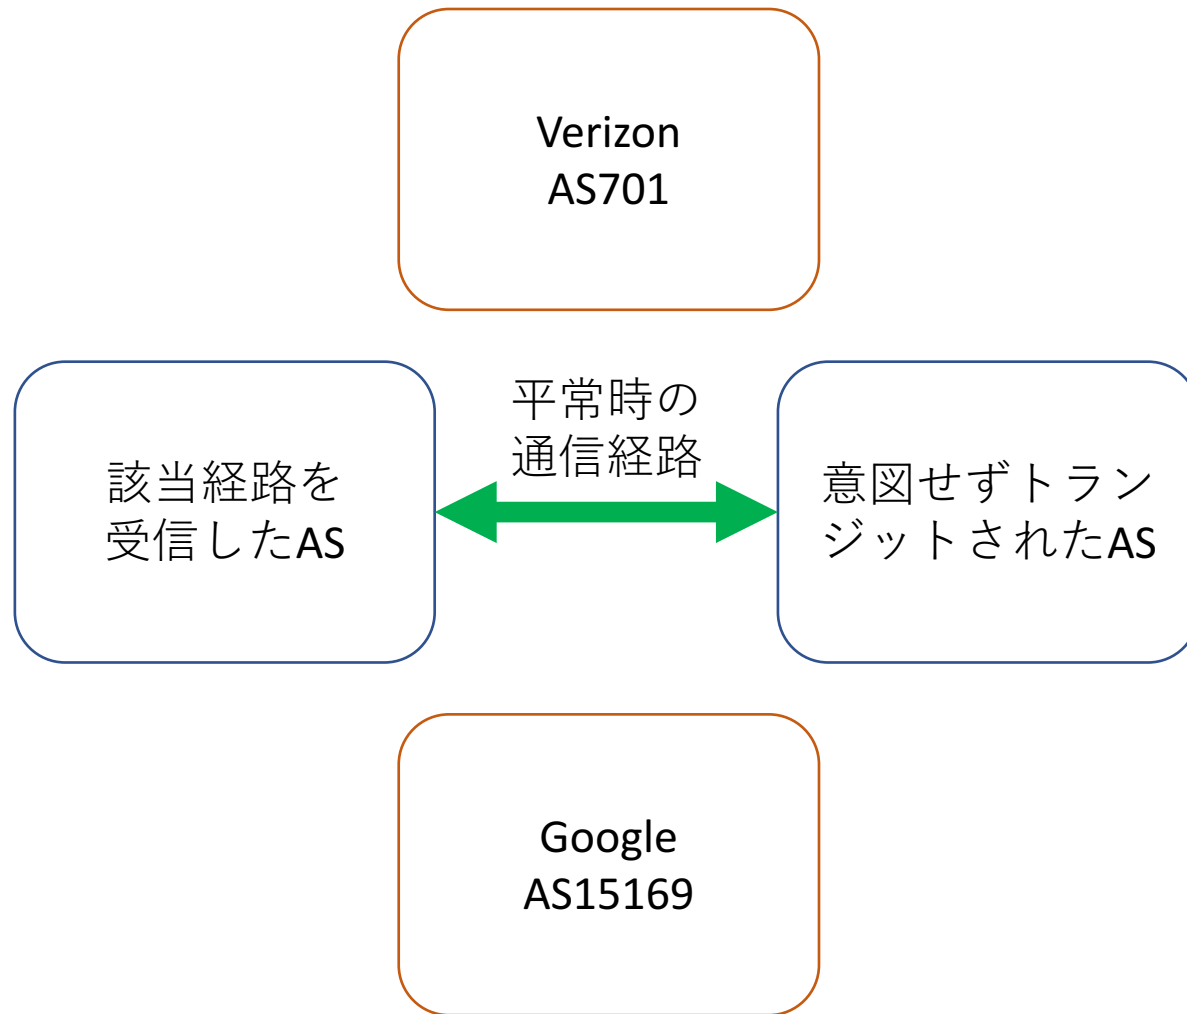 Verizon
AS701
平常時の
通信経路
該当経路を
受信したAS
意図せずトラン
ジットされたAS
Google
AS15169